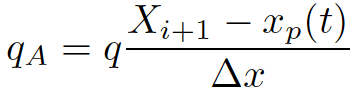 $q_A = q\frac{X_{i+1} - x_p(t)}{\Delta x}$